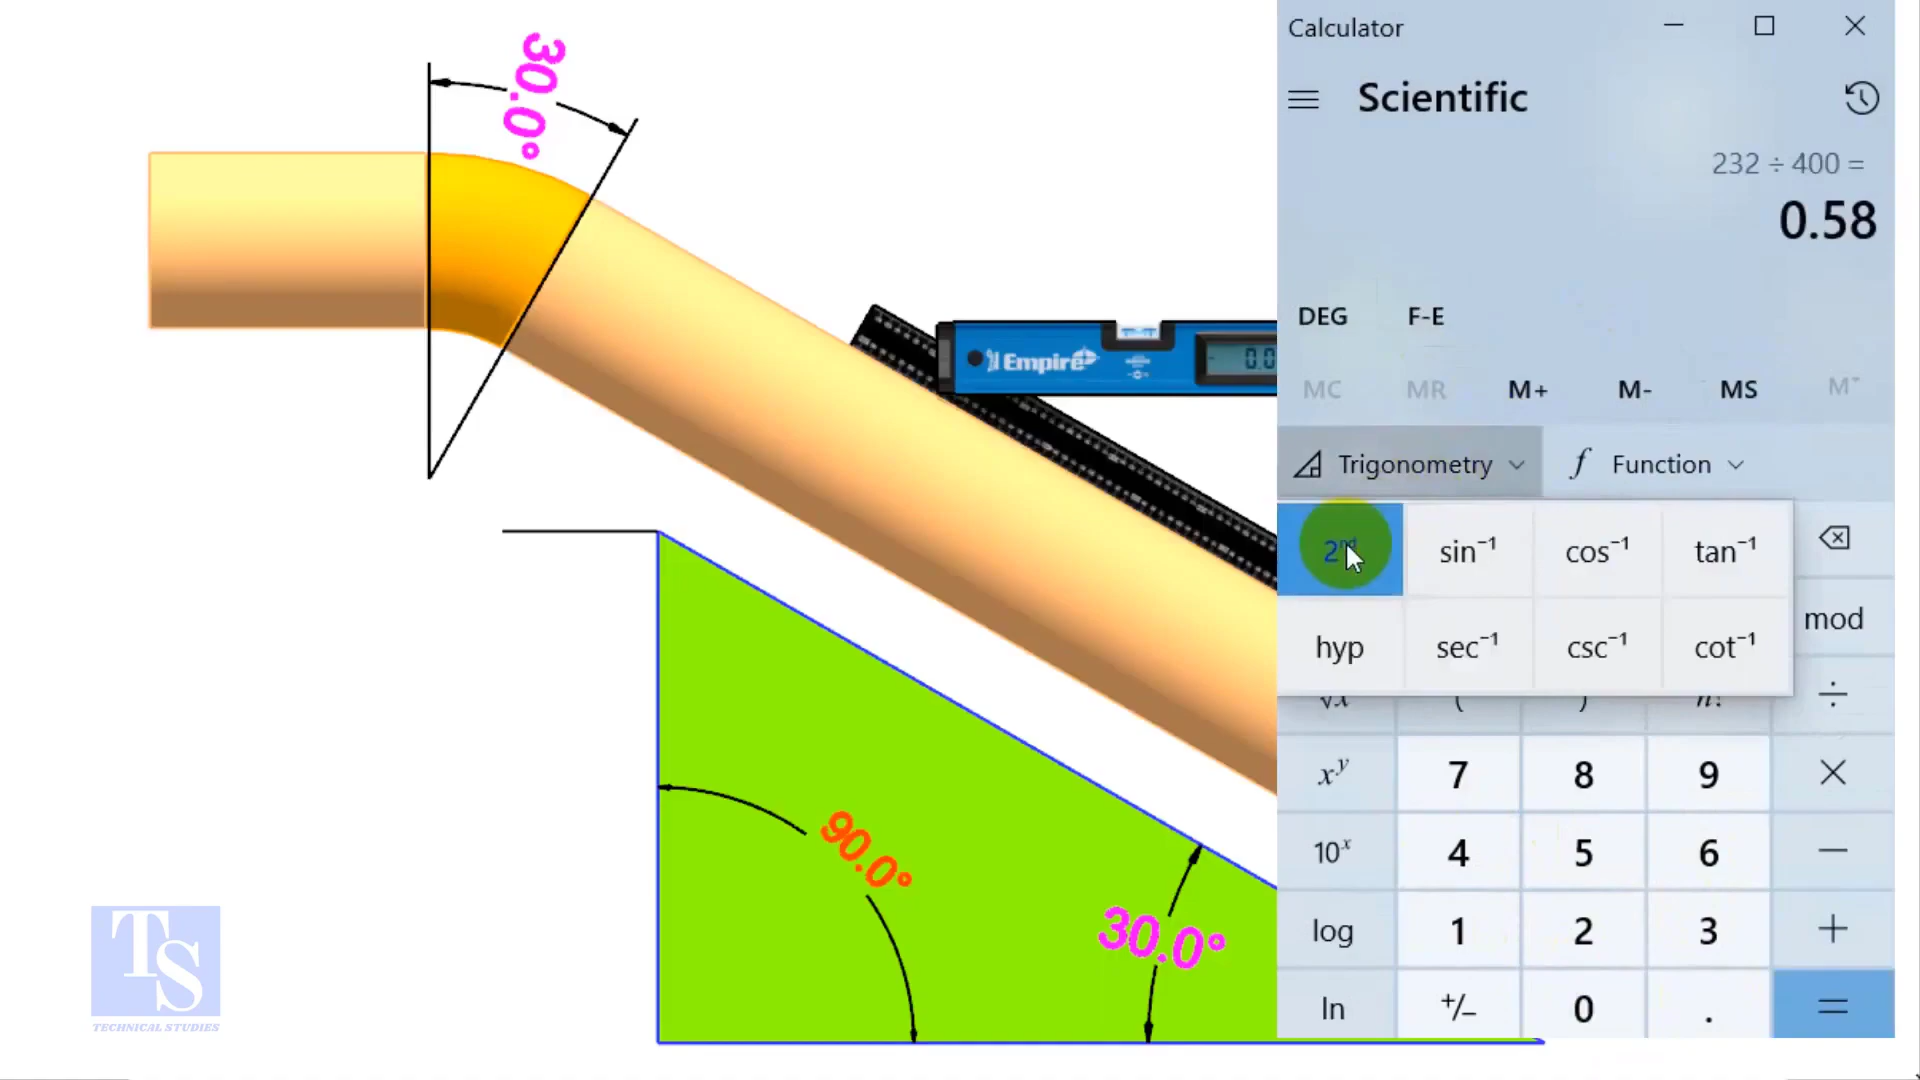 30.0°
Empire
0.0
90.0°
30.0°
TS
TECHNICAL STUDIES
Calculator
Scientific
232 ÷ 400 =
0.58
DEG F-E
MC MR M+ M- MS M
Trigonometry Function
2nd sin⁻¹ cos⁻¹ tan⁻¹
hyp sec⁻¹ csc⁻¹ cot⁻¹ mod
( ) n! ÷
xʸ 7 8 9 ×
10ˣ 4 5 6 −
log 1 2 3 +
ln +/− 0 . =